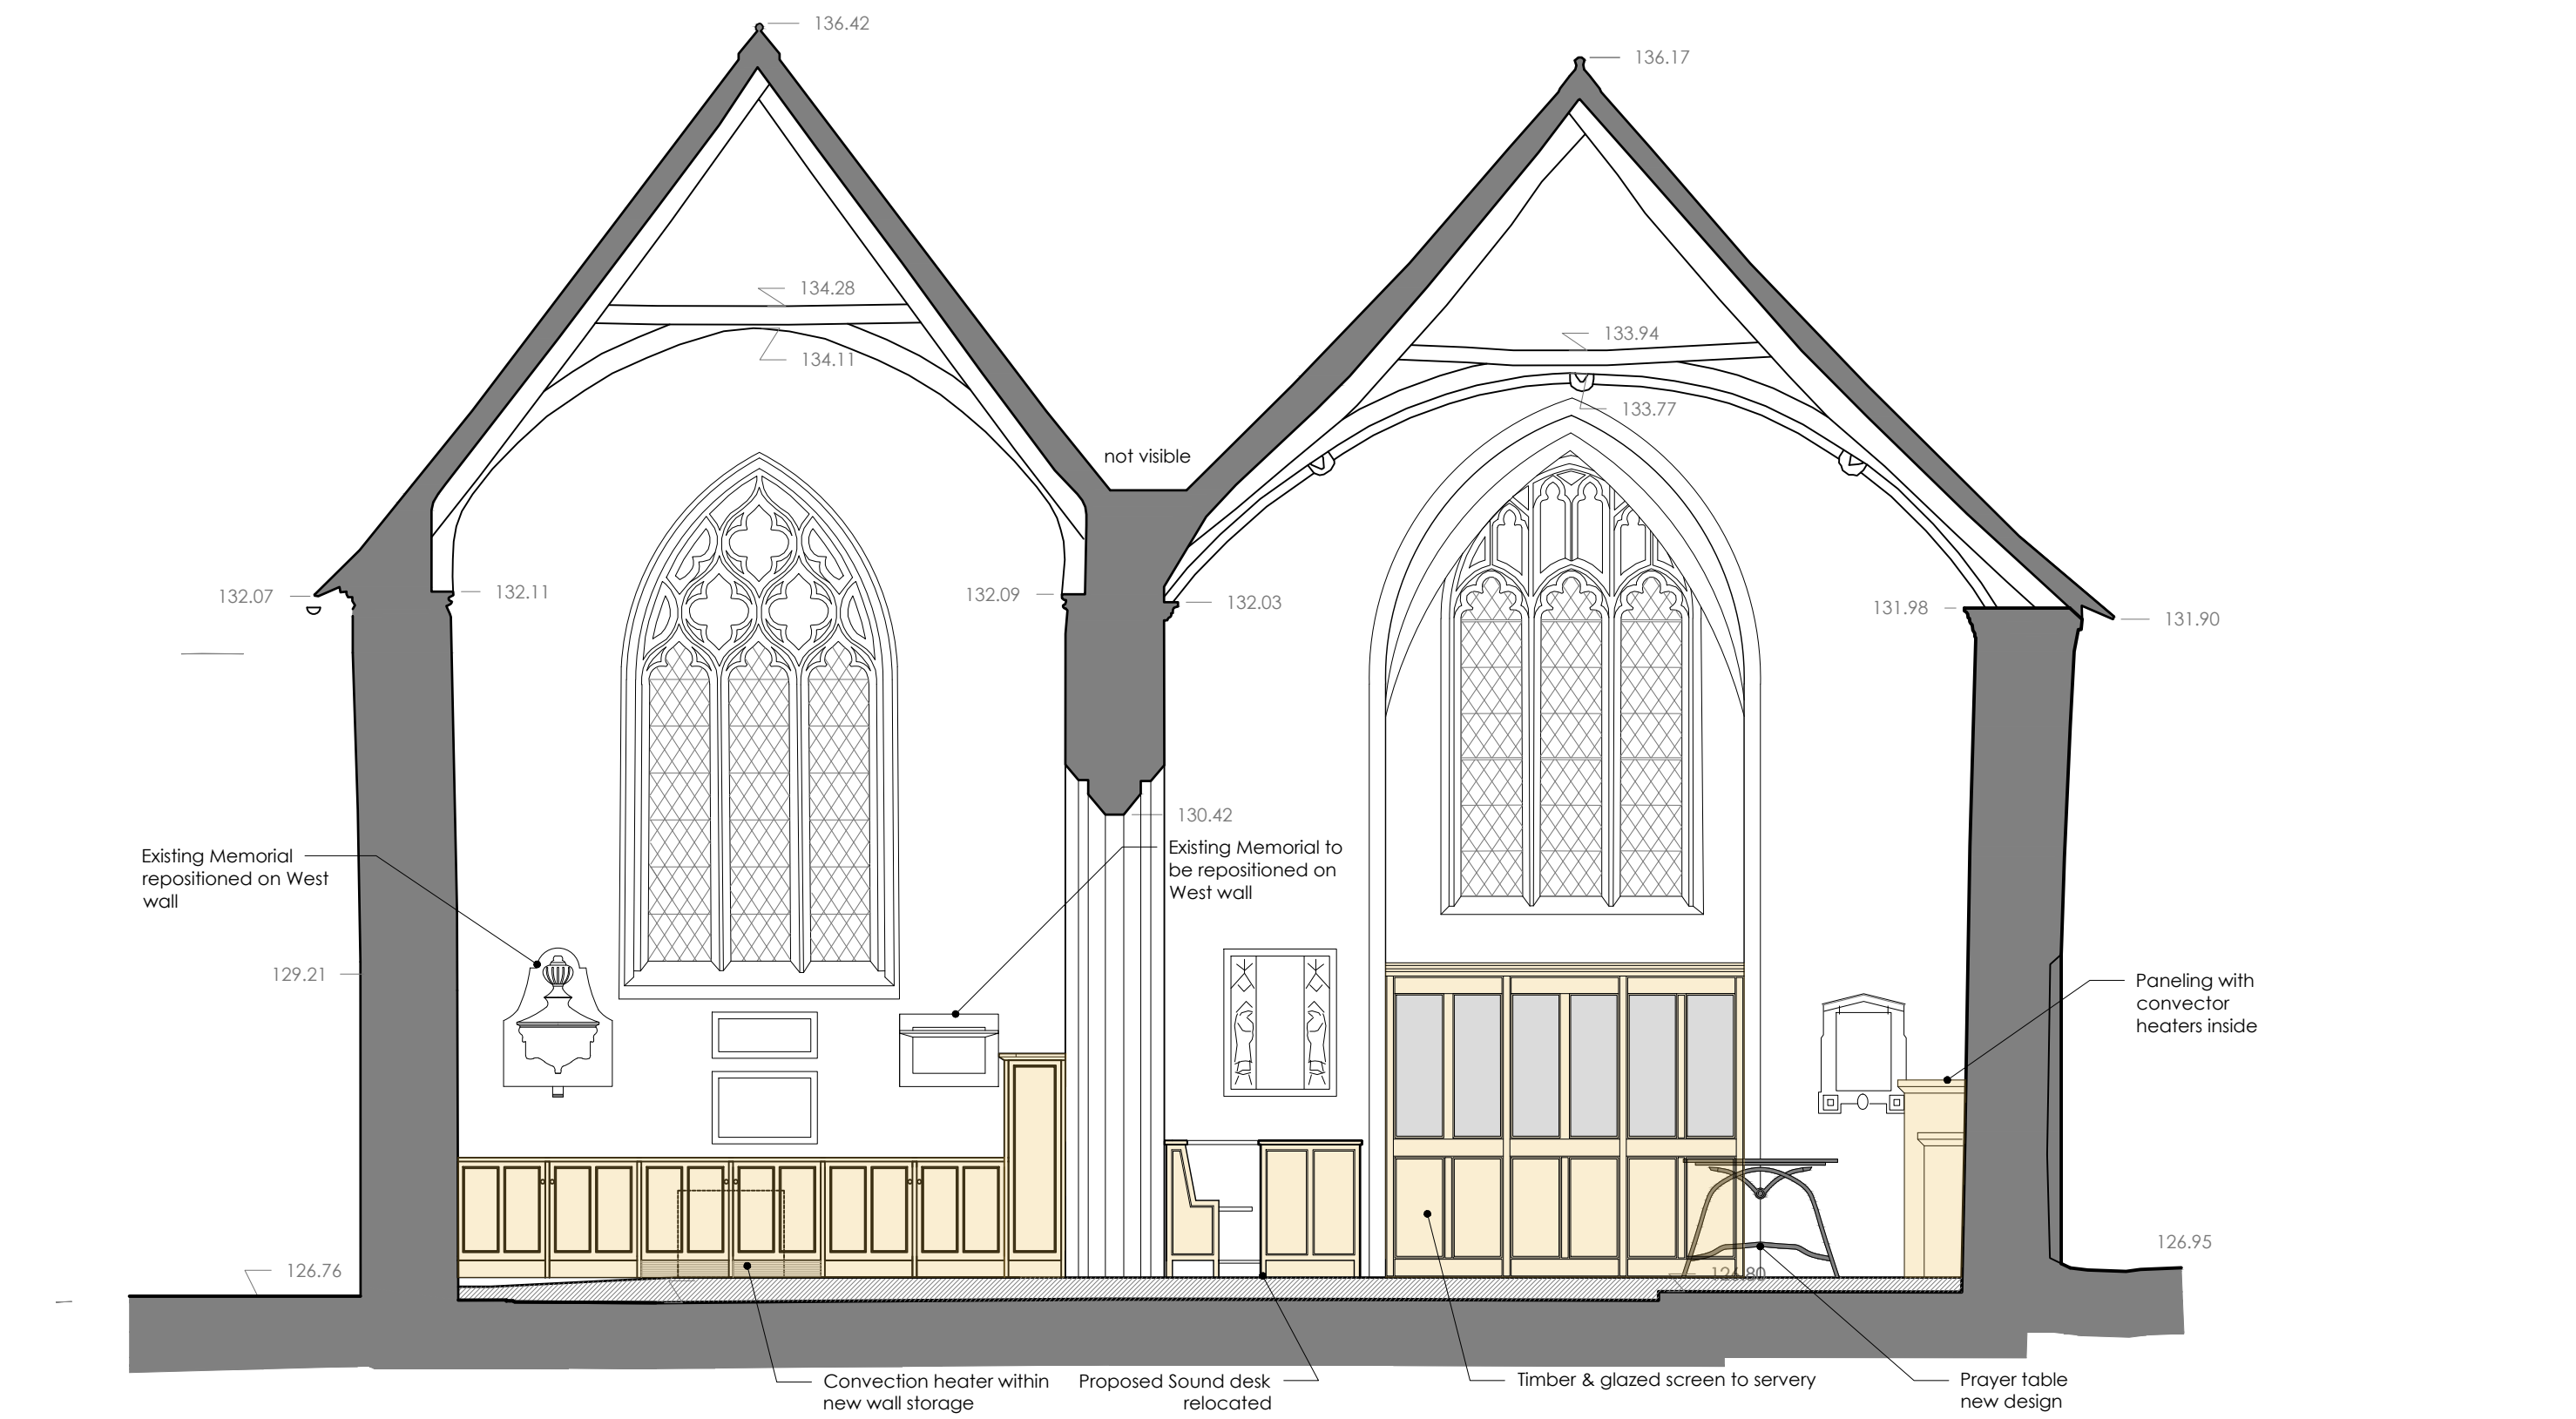 136.42
136.17
134.28
133.94
134.11
133.77
not visible
132.07
132.11
132.09
132.03
131.98
131.90
130.42
Existing Memorial
repositioned on West
wall
Existing Memorial to
be repositioned on
West wall
129.21
Paneling with
convector
heaters inside
126.95
126.76
126.80
Convection heater within
new wall storage
Proposed Sound desk
relocated
Timber & glazed screen to servery
Prayer table
new design